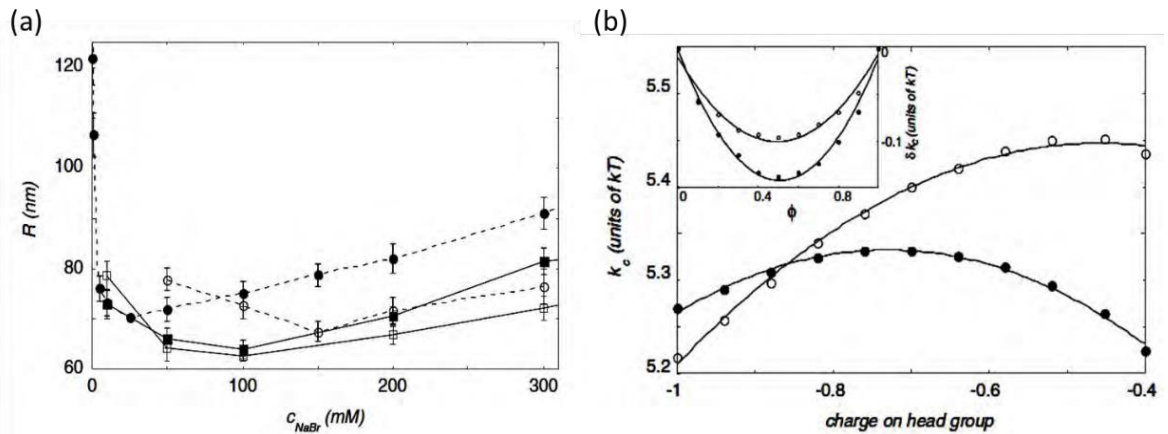 (a)
120
100
80
60
R (nm)
0
100
200
300
c_NaBr (mM)
(b)
5.5
5.4
5.3
5.2
k_c (units of kT)
0
-0.1
δk_c (units of kT)
0
0.4
0.8
ϕ
-1
-0.8
-0.6
-0.4
charge on head group